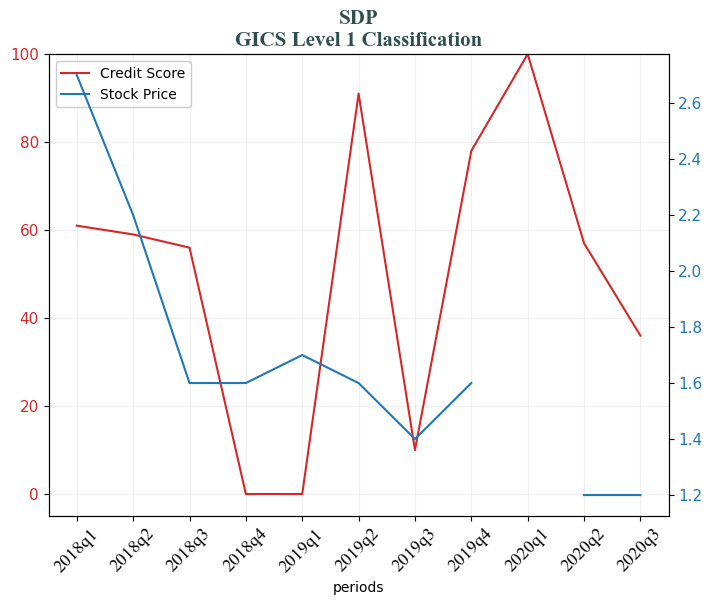 SDP
GICS Level 1 Classification
Credit Score
Stock Price
100
80
60
40
20
0
2.6
2.4
2.2
2.0
1.8
1.6
1.4
1.2
2018q1
2018q2
2018q3
2018q4
2019q1
2019q2
2019q3
2019q4
2020q1
2020q2
2020q3
periods